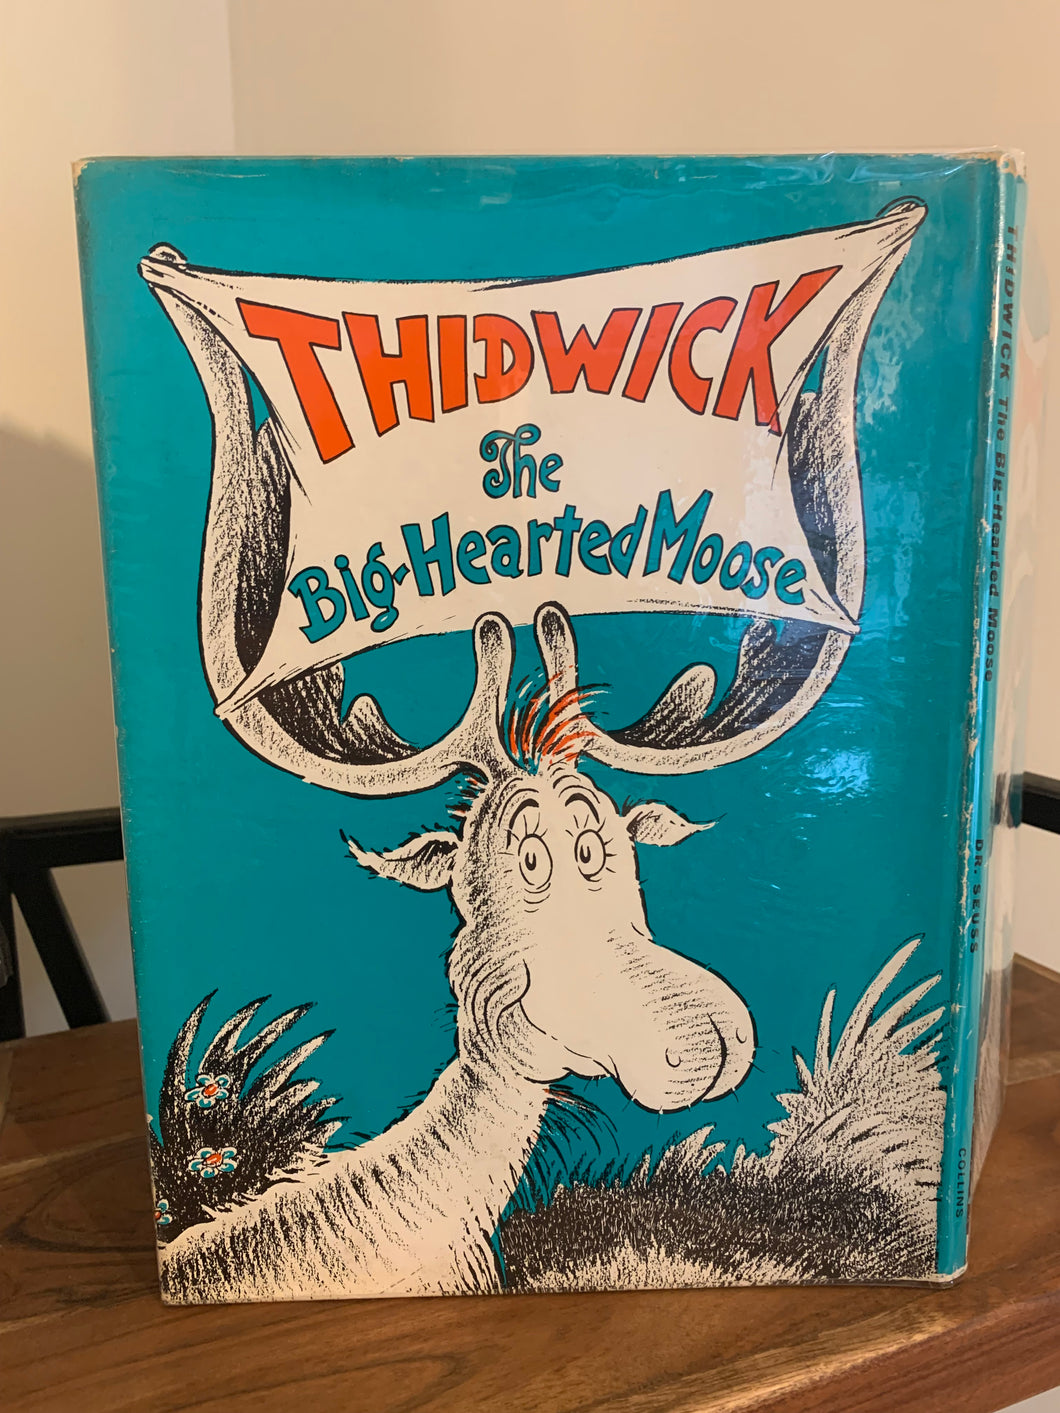 THIDWICK
The
Big-Hearted Moose
THIDWICK The Big-Hearted Moose
DR. SEUSS
COLLINS